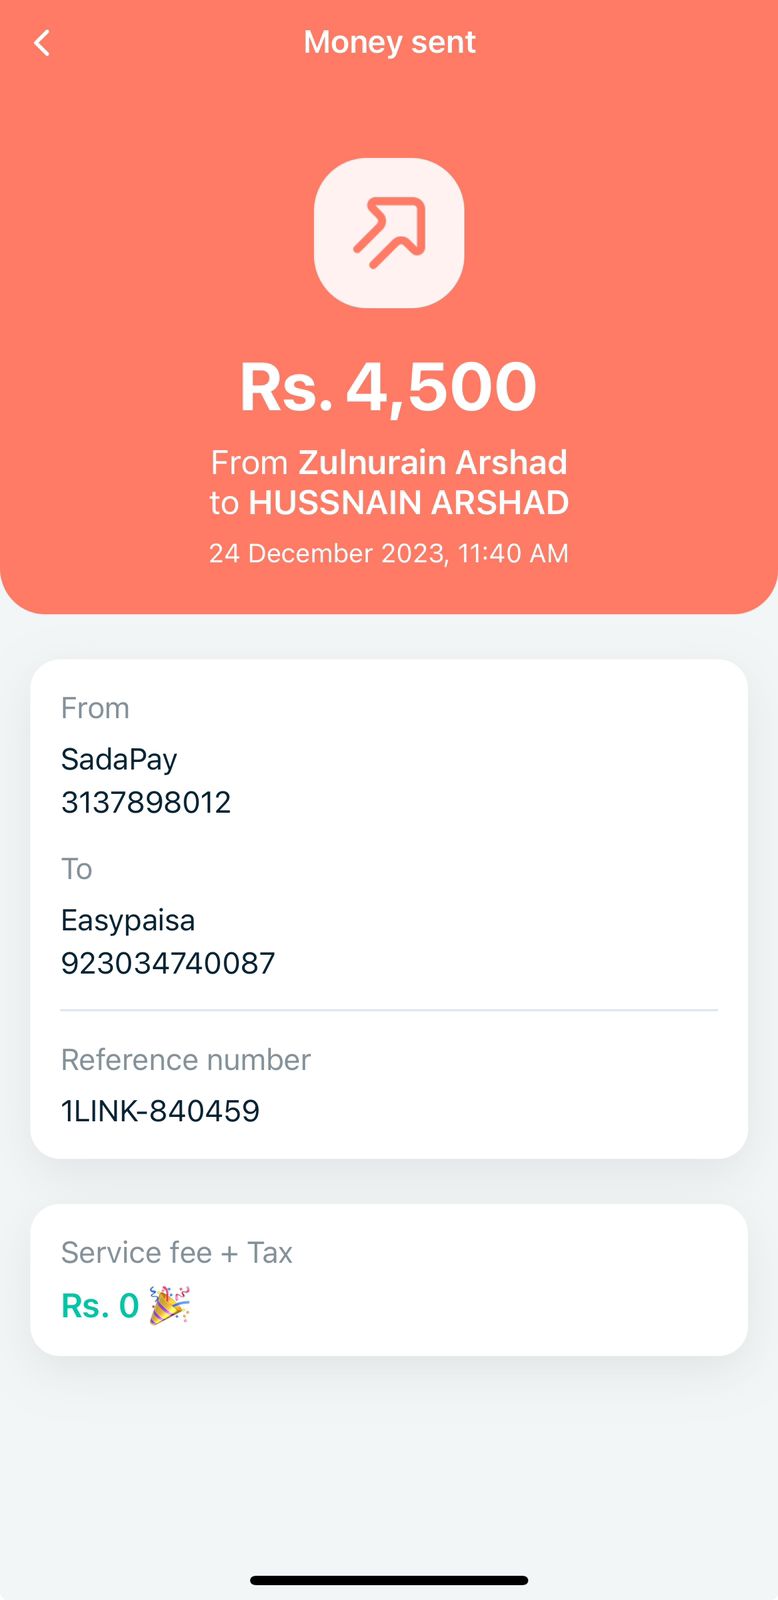 Money sent
Rs. 4,500
From Zulnurain Arshad
to HUSSNAIN ARSHAD
24 December 2023, 11:40 AM
From
SadaPay
3137898012
To
Easypaisa
923034740087
Reference number
1LINK-840459
Service fee + Tax
Rs. 0 🎉